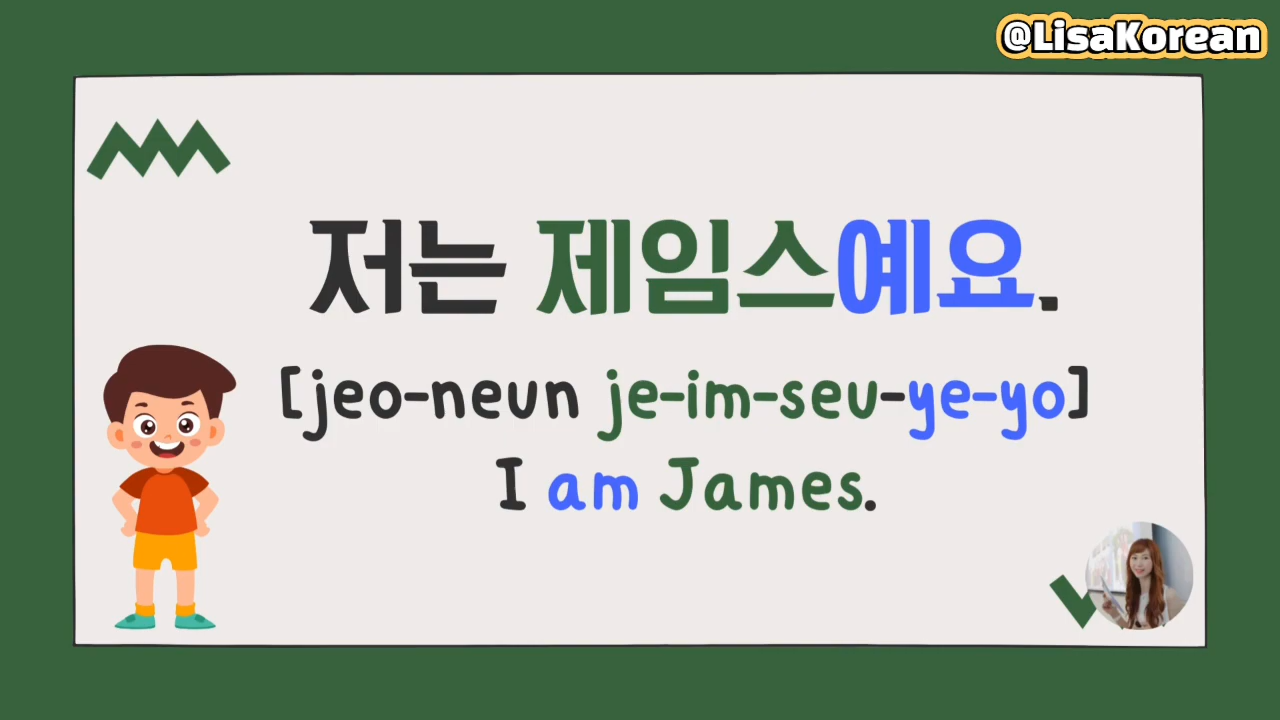 @LisaKorean
저는 제임스예요.
[jeo-neun je-im-seu-ye-yo]
I am James.